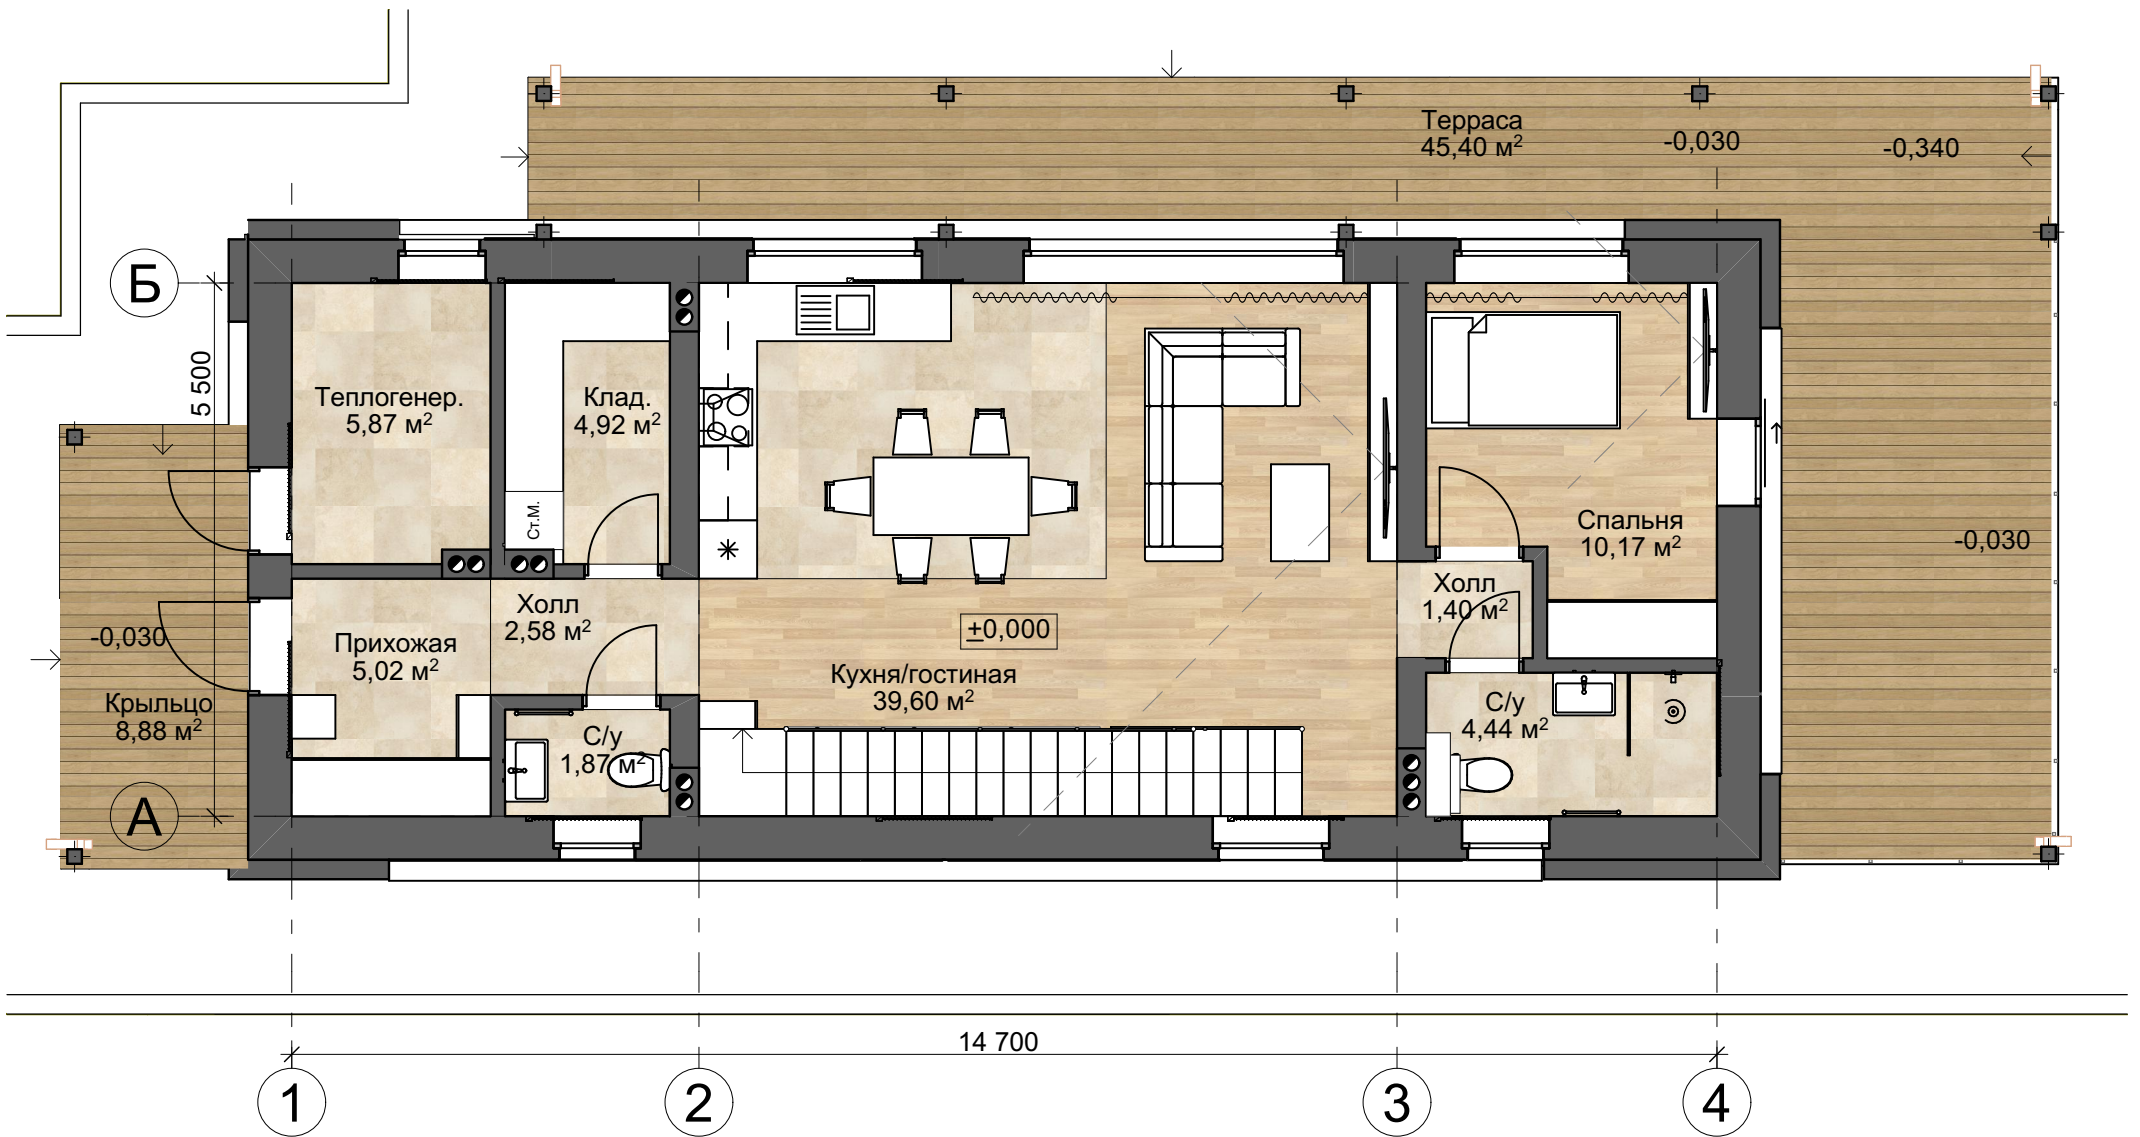 Терраса
45,40 м²
-0,030
-0,340
Б
5 500
Теплогенер.
5,87 м²
Клад.
4,92 м²
Ст.М.
Спальня
10,17 м²
-0,030
Холл
1,40 м²
Холл
2,58 м²
±0,000
-0,030
Прихожая
5,02 м²
Кухня/гостиная
39,60 м²
Крыльцо
8,88 м²
С/у
4,44 м²
С/у
1,87 м²
А
14 700
1
2
3
4